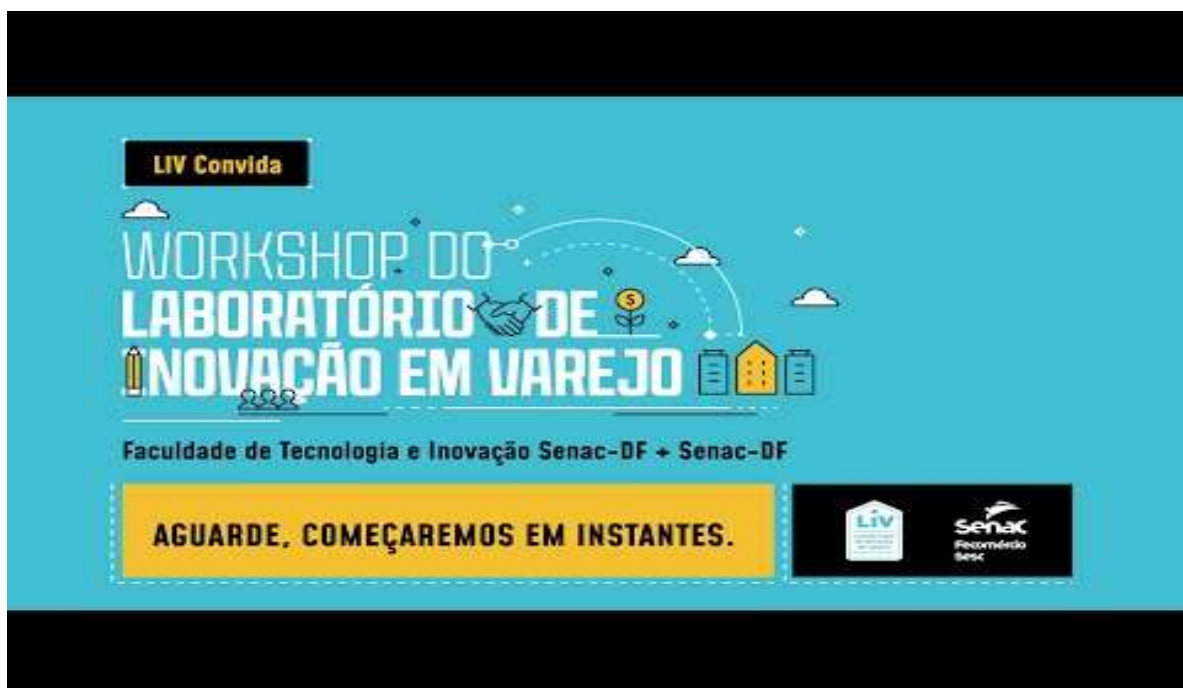 LIV Convida
WORKSHOP DO
LABORATÓRIO DE
INOVAÇÃO EM VAREJO
Faculdade de Tecnologia e Inovação Senac-DF + Senac-DF
AGUARDE, COMEÇAREMOS EM INSTANTES.
LIV
Senac
Fecomércio
Sesc